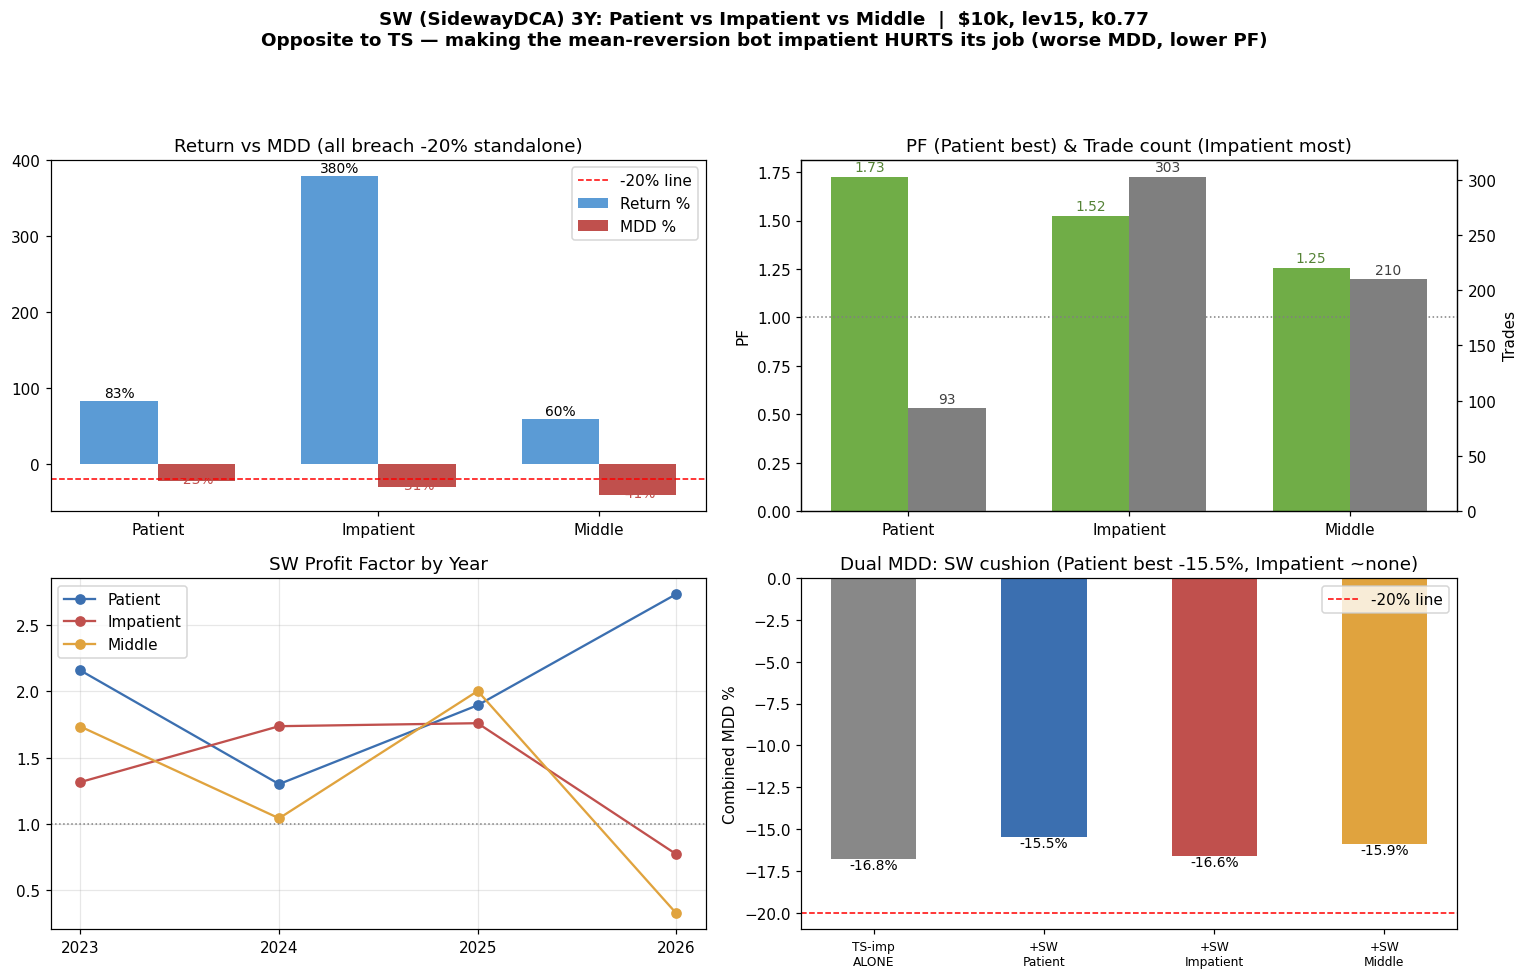 SW (SidewayDCA) 3Y: Patient vs Impatient vs Middle | $10k, lev15, k0.77
Opposite to TS — making the mean-reversion bot impatient HURTS its job (worse MDD, lower PF)
Return vs MDD (all breach -20% standalone)
400
300
200
100
0
83%
380%
60%
-20% line
Return %
MDD %
Patient
Impatient
Middle
PF (Patient best) & Trade count (Impatient most)
PF
1.75
1.50
1.25
1.00
0.75
0.50
0.25
0.00
1.73
93
1.52
303
1.25
210
300
250
200
150
100
50
0
Trades
Patient
Impatient
Middle
SW Profit Factor by Year
Patient
Impatient
Middle
2.5
2.0
1.5
1.0
0.5
2023
2024
2025
2026
Dual MDD: SW cushion (Patient best -15.5%, Impatient ~none)
Combined MDD %
0.0
−2.5
−5.0
−7.5
−10.0
−12.5
−15.0
−17.5
−20.0
-20% line
-16.8%
-15.5%
-16.6%
-15.9%
TS-imp
ALONE
+SW
Patient
+SW
Impatient
+SW
Middle